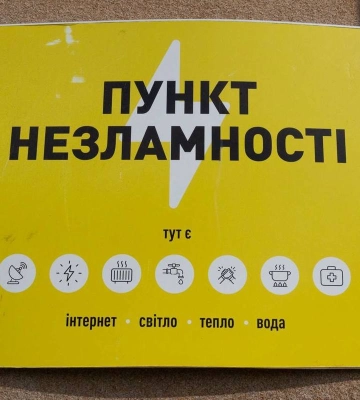 ПУНКТ
НЕЗЛАМНОСТІ
тут є
інтернет • світло • тепло • вода